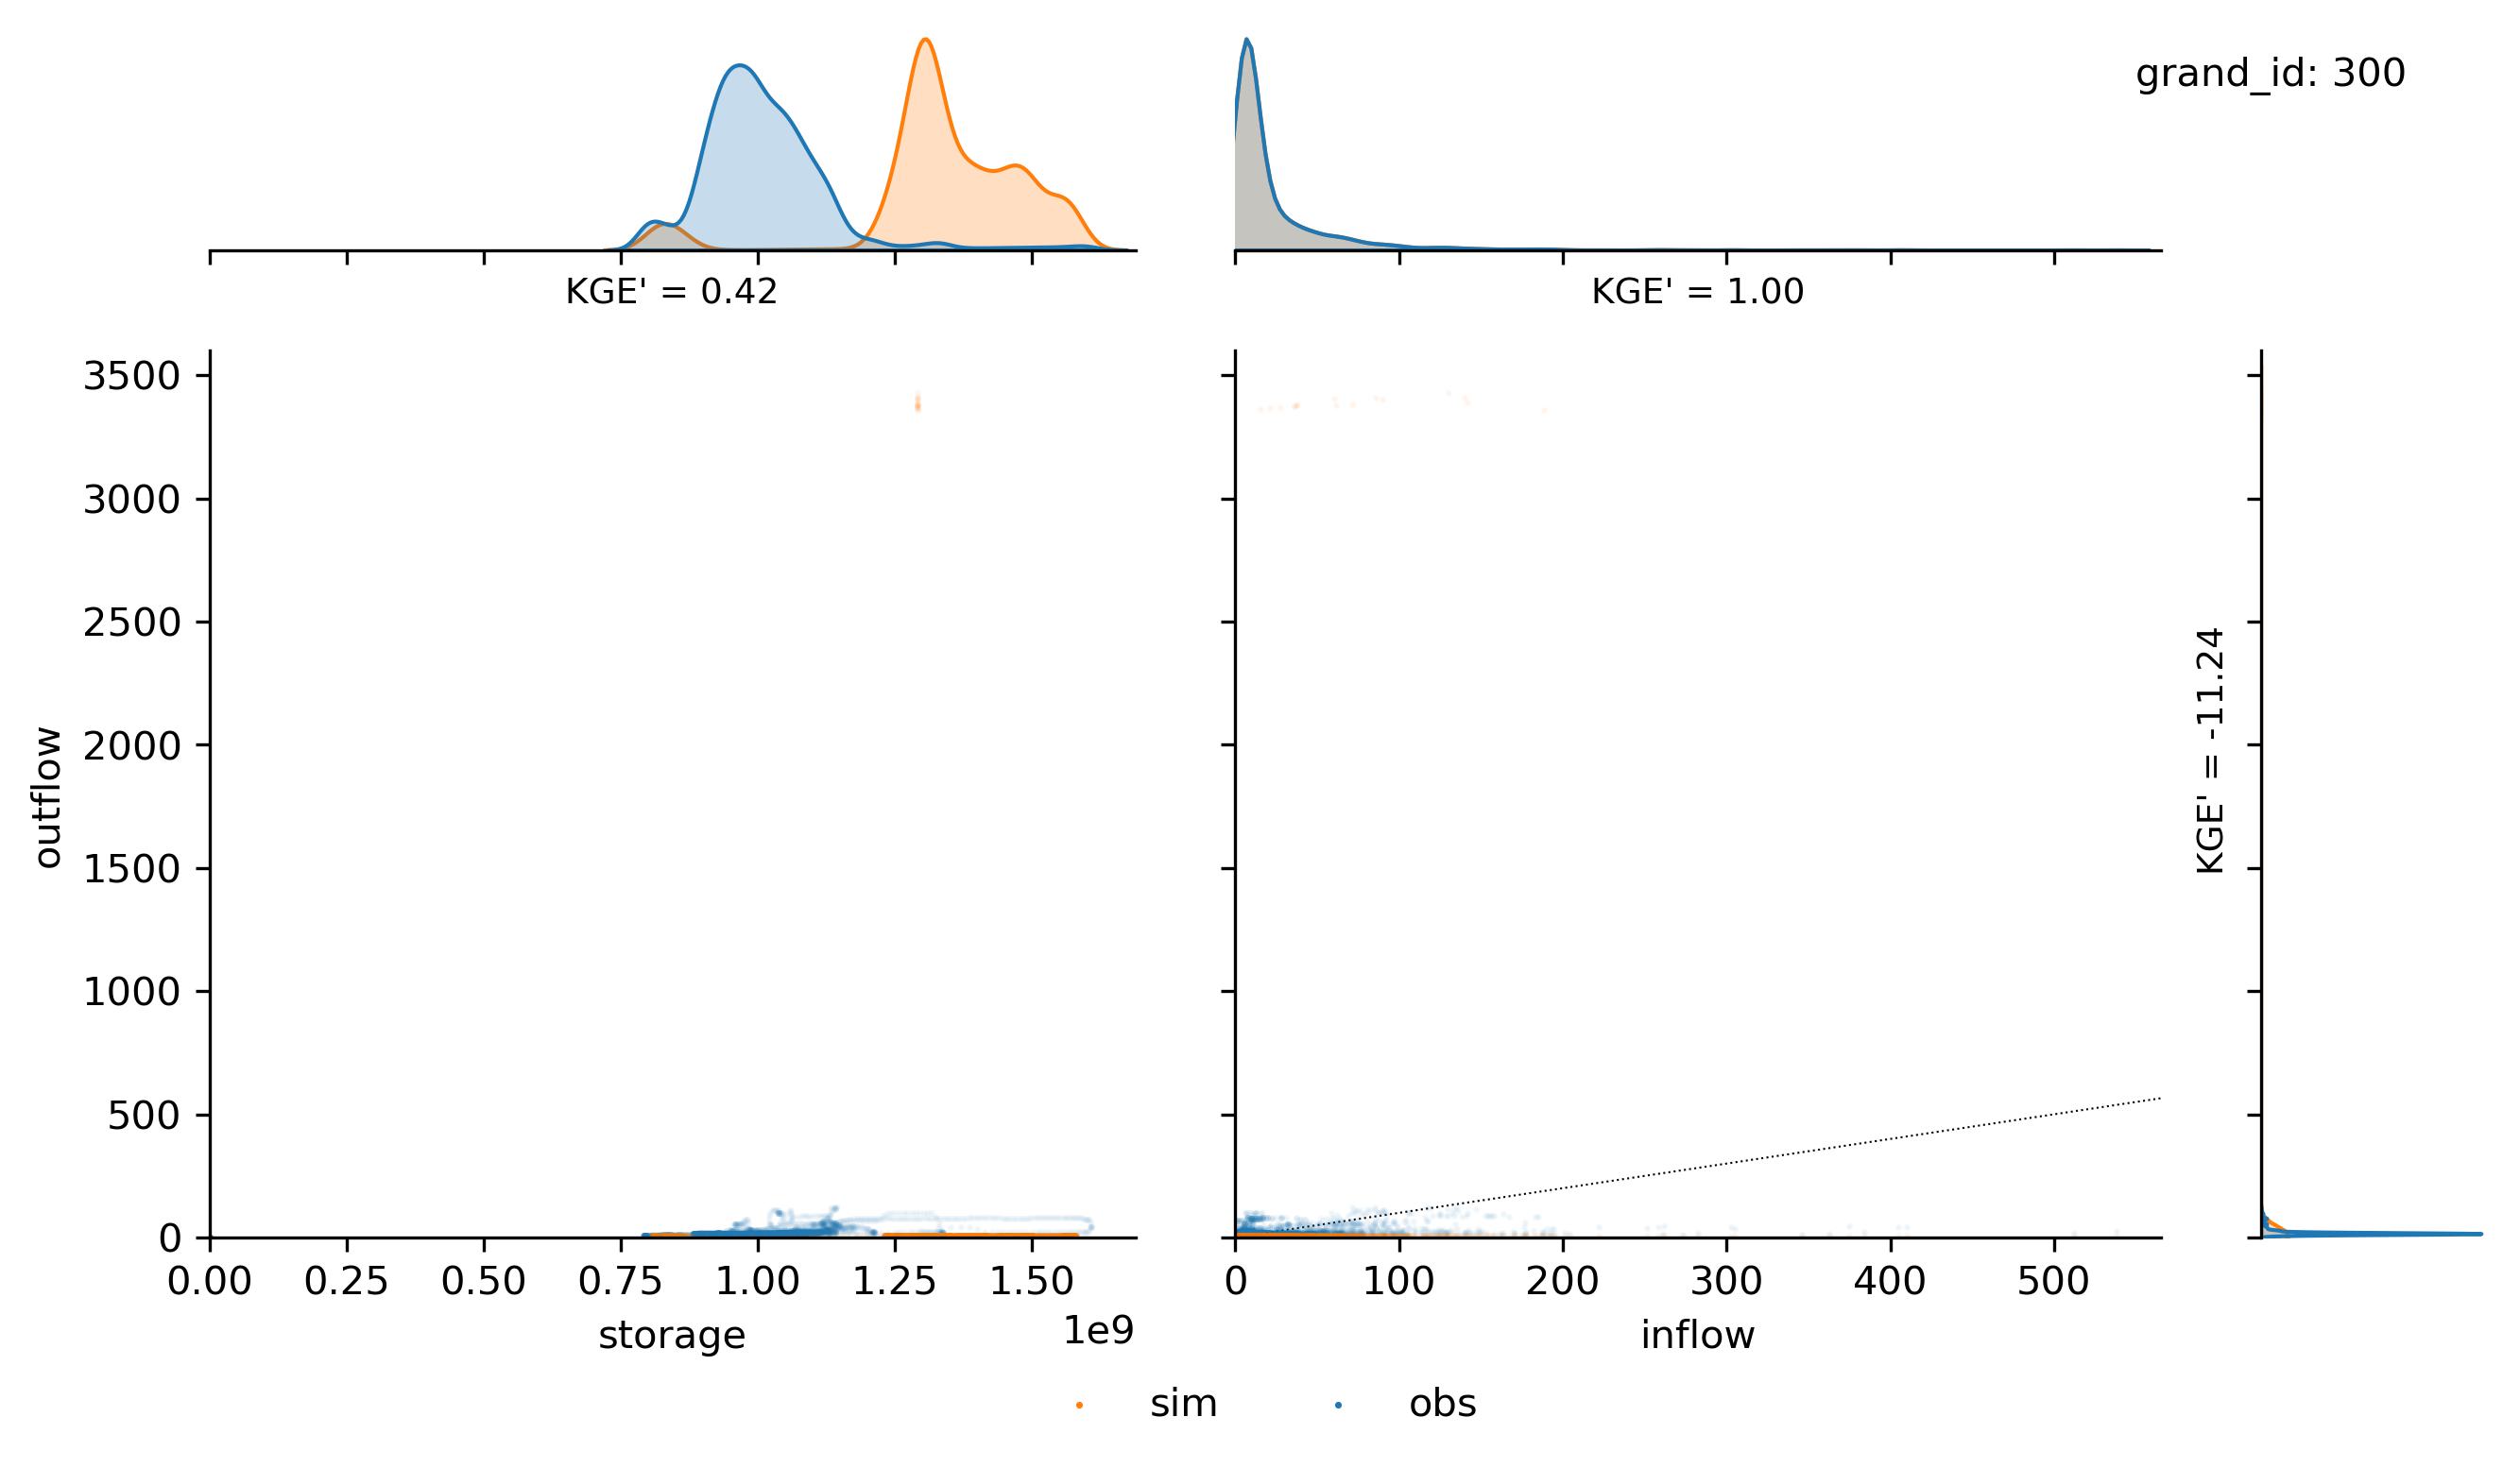 grand_id: 300
KGE' = 0.42
KGE' = 1.00
outflow
3500
3000
2500
2000
1500
1000
500
0
KGE' = -11.24
0.00 0.25 0.50 0.75 1.00 1.25 1.50
1e9
storage
0 100 200 300 400 500
inflow
sim obs